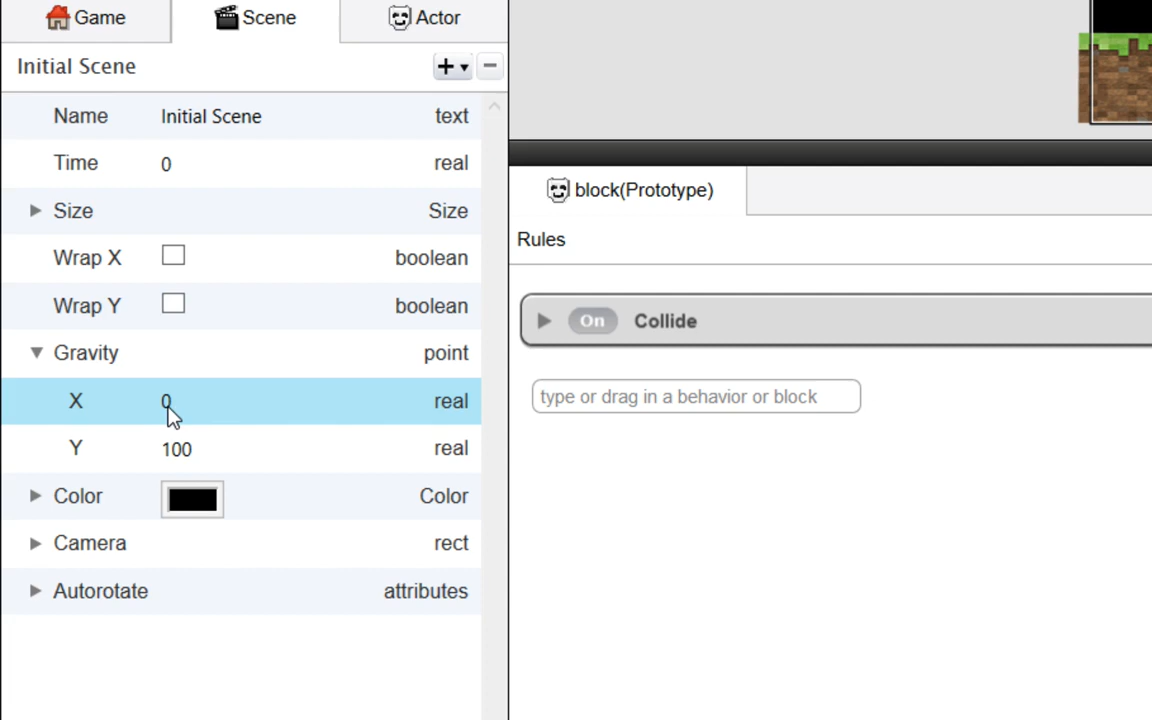 Game
Scene
Actor
Initial Scene
Name Initial Scene text
Time 0 real
Size Size
Wrap X boolean
Wrap Y boolean
Gravity point
X 0 real
Y 100 real
Color Color
Camera rect
Autorotate attributes
block(Prototype)
Rules
On Collide
type or drag in a behavior or block